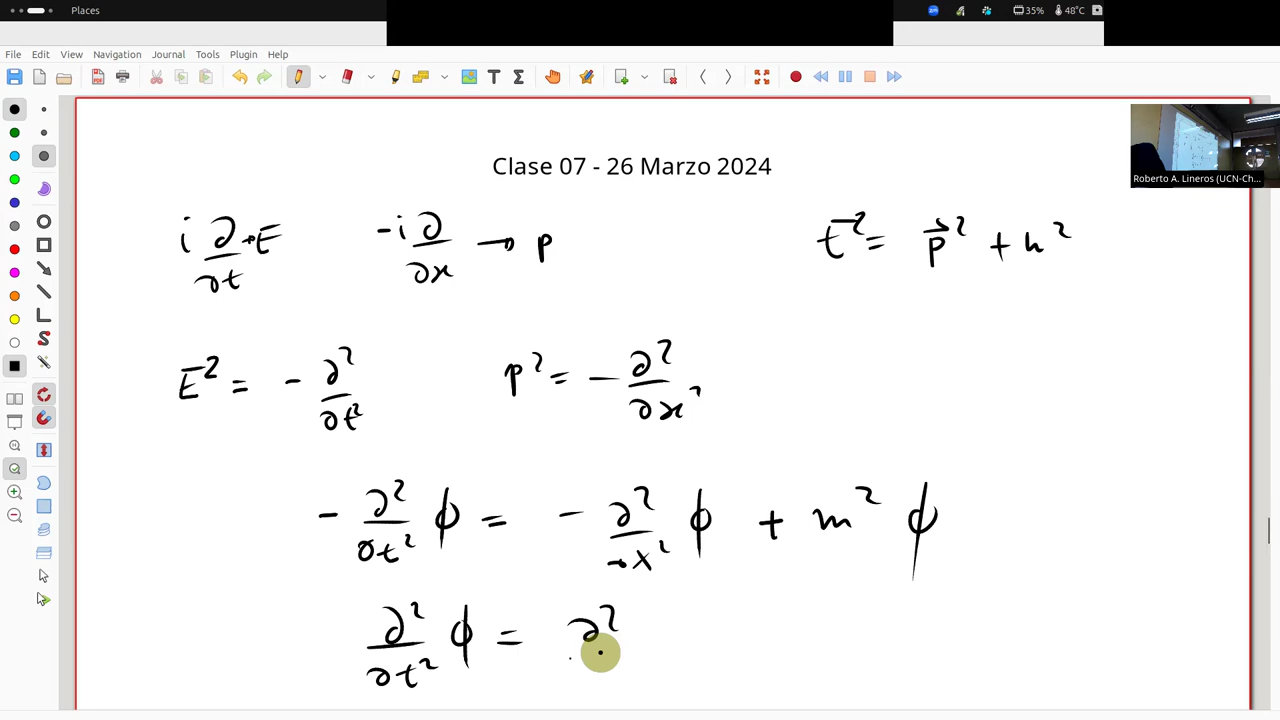 Places
35%
48°C
File Edit View Navigation Journal Tools Plugin Help
Roberto A. Lineros (UCN-Ch...
Clase 07 - 26 Marzo 2024
i ∂/∂t → E    -i ∂/∂x → p    E² = p⃗² + m²
E² = - ∂²/∂t²    p² = - ∂²/∂x²
- ∂²/∂t² ϕ = - ∂²/∂x² ϕ + m² ϕ
∂²/∂t² ϕ = ∂²